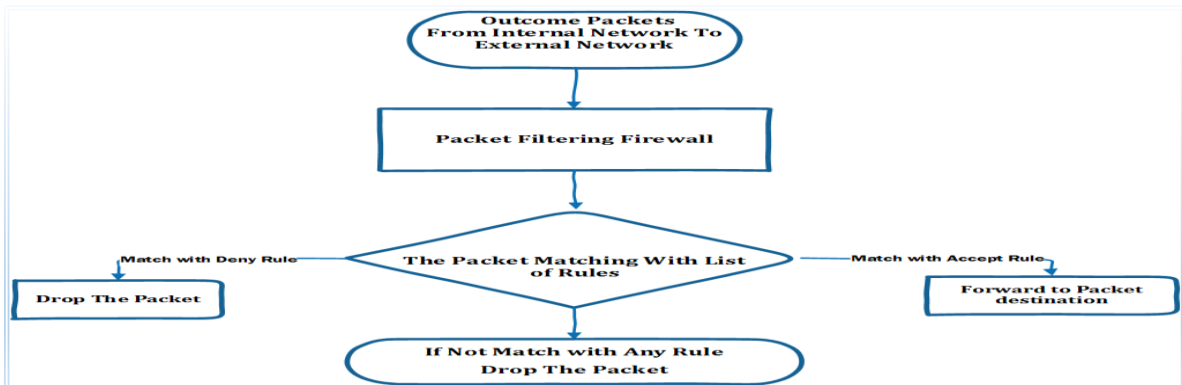 Outcome Packets
From Internal Network To
External Network
Packet Filtering Firewall
The Packet Matching With List
of Rules
Match with Deny Rule
Match with Accept Rule
Drop The Packet
Forward to Packet
destination
If Not Match with Any Rule
Drop The Packet